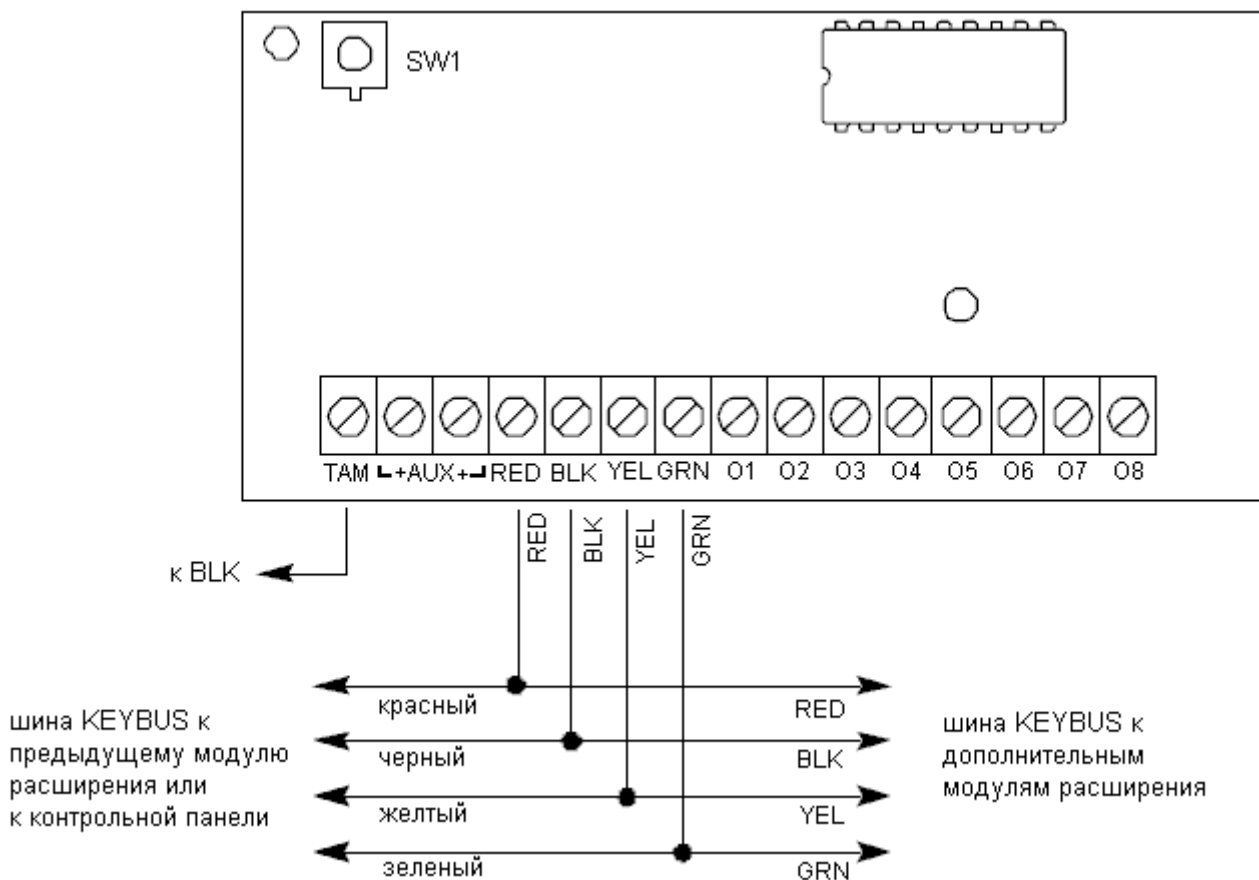 SW1
TAM +AUX+ RED BLK YEL GRN O1 O2 O3 O4 O5 O6 O7 O8
RED BLK YEL GRN
к BLK
шина KEYBUS к
предыдущему модулю
расширения или
к контрольной панели
красный RED
черный BLK
желтый YEL
зеленый GRN
шина KEYBUS к
дополнительным
модулям расширения